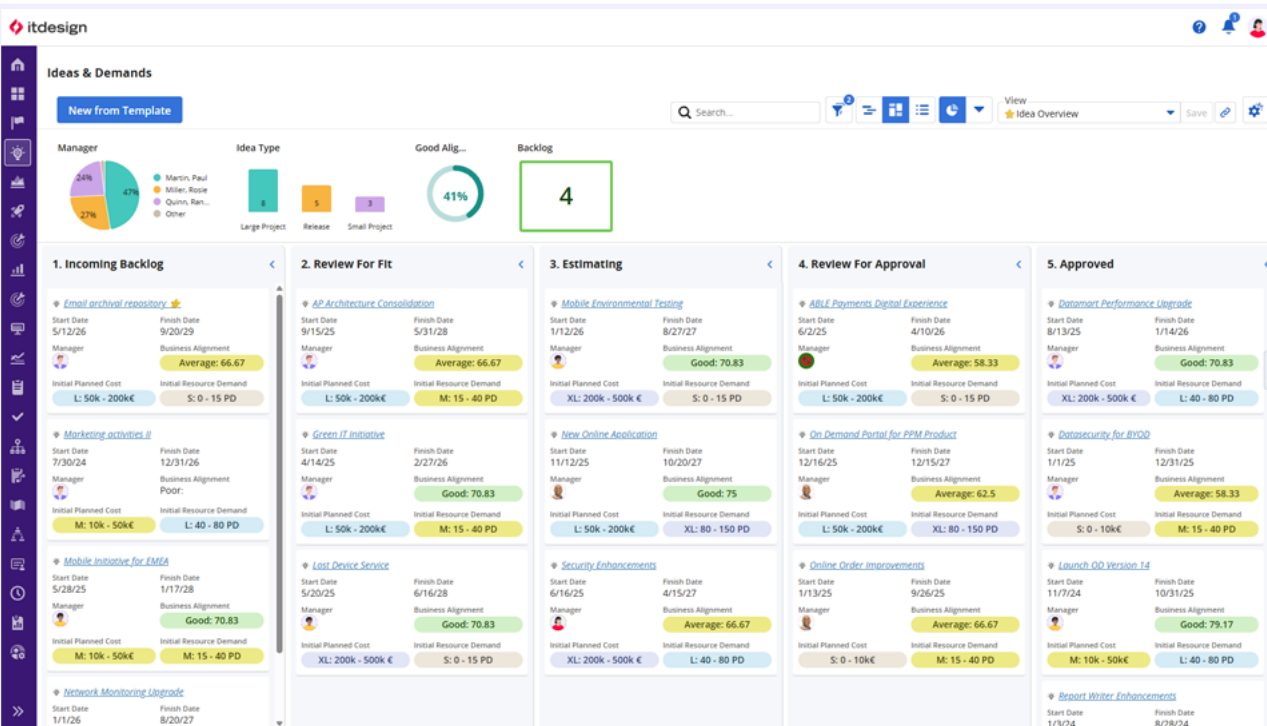 itdesign
1
Ideas & Demands
New from Template
Search...
2
View
Idea Overview
Save
Manager
24%
47%
27%
Martin, Paul
Miller, Rosie
Quinn, Ran...
Other
Idea Type
8
5
3
Large Project
Release
Small Project
Good Alig...
41%
Backlog
4
1. Incoming Backlog
Email archival repository
Start Date
Finish Date
5/12/26
9/20/29
Manager
Business Alignment
Average: 66.67
Initial Planned Cost
Initial Resource Demand
L: 50k - 200k€
S: 0 - 15 PD
Marketing activities II
Start Date
Finish Date
7/30/24
12/31/26
Manager
Business Alignment
Poor:
Initial Planned Cost
Initial Resource Demand
M: 10k - 50k€
L: 40 - 80 PD
Mobile Initiative for EMEA
Start Date
Finish Date
5/28/25
1/17/28
Manager
Business Alignment
Good: 70.83
Initial Planned Cost
Initial Resource Demand
M: 10k - 50k€
M: 15 - 40 PD
Network Monitoring Upgrade
Start Date
Finish Date
1/1/26
8/20/27
2. Review For Fit
AP Architecture Consolidation
Start Date
Finish Date
9/15/25
5/31/28
Manager
Business Alignment
Average: 66.67
Initial Planned Cost
Initial Resource Demand
L: 50k - 200k€
M: 15 - 40 PD
Green IT Initiative
Start Date
Finish Date
4/14/25
2/27/26
Manager
Business Alignment
Good: 70.83
Initial Planned Cost
Initial Resource Demand
L: 50k - 200k€
M: 15 - 40 PD
Lost Device Service
Start Date
Finish Date
5/20/25
6/16/28
Manager
Business Alignment
Good: 70.83
Initial Planned Cost
Initial Resource Demand
XL: 200k - 500k €
S: 0 - 15 PD
3. Estimating
Mobile Environmental Testing
Start Date
Finish Date
1/12/26
8/27/27
Manager
Business Alignment
Good: 70.83
Initial Planned Cost
Initial Resource Demand
XL: 200k - 500k €
S: 0 - 15 PD
New Online Application
Start Date
Finish Date
11/12/25
10/20/27
Manager
Business Alignment
Good: 75
Initial Planned Cost
Initial Resource Demand
L: 50k - 200k€
XL: 80 - 150 PD
Security Enhancements
Start Date
Finish Date
6/16/25
4/15/27
Manager
Business Alignment
Average: 66.67
Initial Planned Cost
Initial Resource Demand
XL: 200k - 500k €
L: 40 - 80 PD
4. Review For Approval
ABLE Payments Digital Experience
Start Date
Finish Date
6/2/25
4/10/26
Manager
Business Alignment
Average: 58.33
Initial Planned Cost
Initial Resource Demand
L: 50k - 200k€
S: 0 - 15 PD
On Demand Portal for PPM Product
Start Date
Finish Date
12/16/25
12/15/27
Manager
Business Alignment
Average: 62.5
Initial Planned Cost
Initial Resource Demand
L: 50k - 200k€
XL: 80 - 150 PD
Online Order Improvements
Start Date
Finish Date
1/13/25
9/26/25
Manager
Business Alignment
Average: 66.67
Initial Planned Cost
Initial Resource Demand
S: 0 - 10k€
M: 15 - 40 PD
5. Approved
Datamart Performance Upgrade
Start Date
Finish Date
8/13/25
1/14/26
Manager
Business Alignment
Good: 70.83
Initial Planned Cost
Initial Resource Demand
XL: 200k - 500k €
L: 40 - 80 PD
Datasecurity for BYOD
Start Date
Finish Date
1/1/25
12/31/25
Manager
Business Alignment
Average: 58.33
Initial Planned Cost
Initial Resource Demand
S: 0 - 10k€
M: 15 - 40 PD
Launch OD Version 14
Start Date
Finish Date
11/7/24
10/31/25
Manager
Business Alignment
Good: 79.17
Initial Planned Cost
Initial Resource Demand
M: 10k - 50k€
L: 40 - 80 PD
Report Writer Enhancements
Start Date
Finish Date
1/3/24
8/28/24